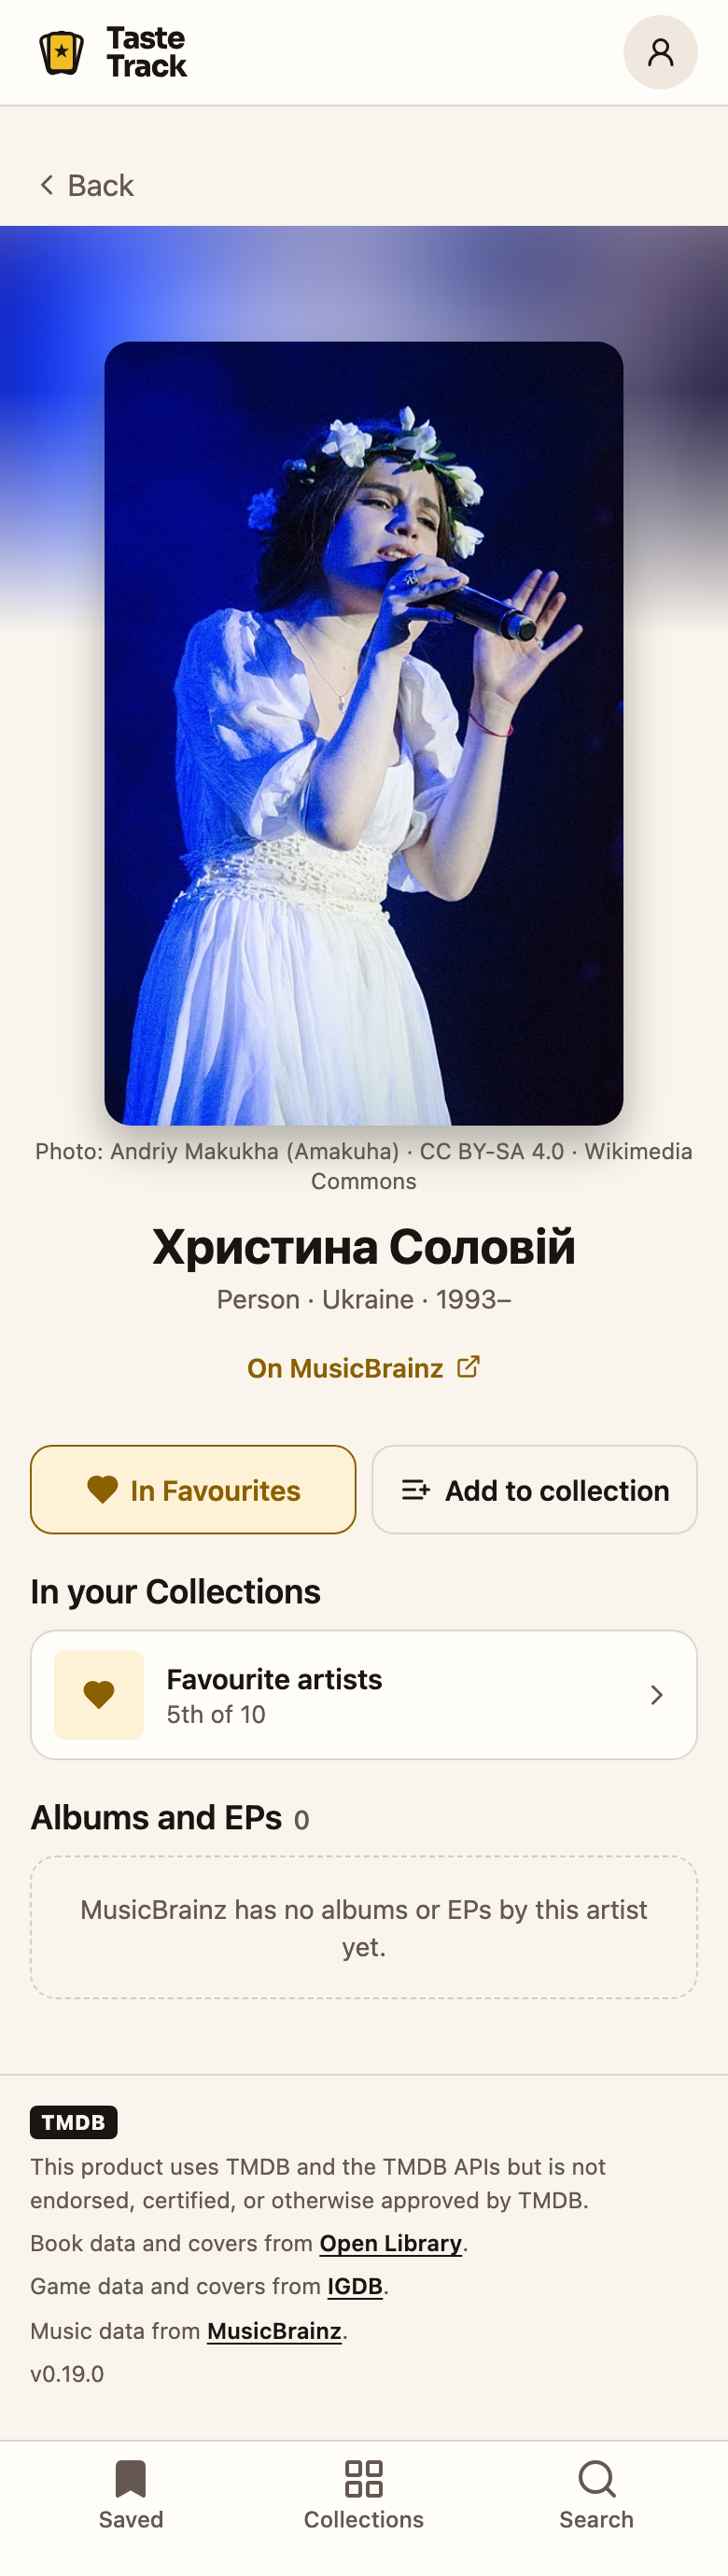 Taste
Track
Back
Photo: Andriy Makukha (Amakuha) · CC BY-SA 4.0 · Wikimedia
Commons
Христина Соловій
Person · Ukraine · 1993–
On MusicBrainz
In Favourites
Add to collection
In your Collections
Favourite artists
5th of 10
Albums and EPs 0
MusicBrainz has no albums or EPs by this artist
yet.
TMDB
This product uses TMDB and the TMDB APIs but is not
endorsed, certified, or otherwise approved by TMDB.
Book data and covers from Open Library.
Game data and covers from IGDB.
Music data from MusicBrainz.
v0.19.0
Saved
Collections
Search